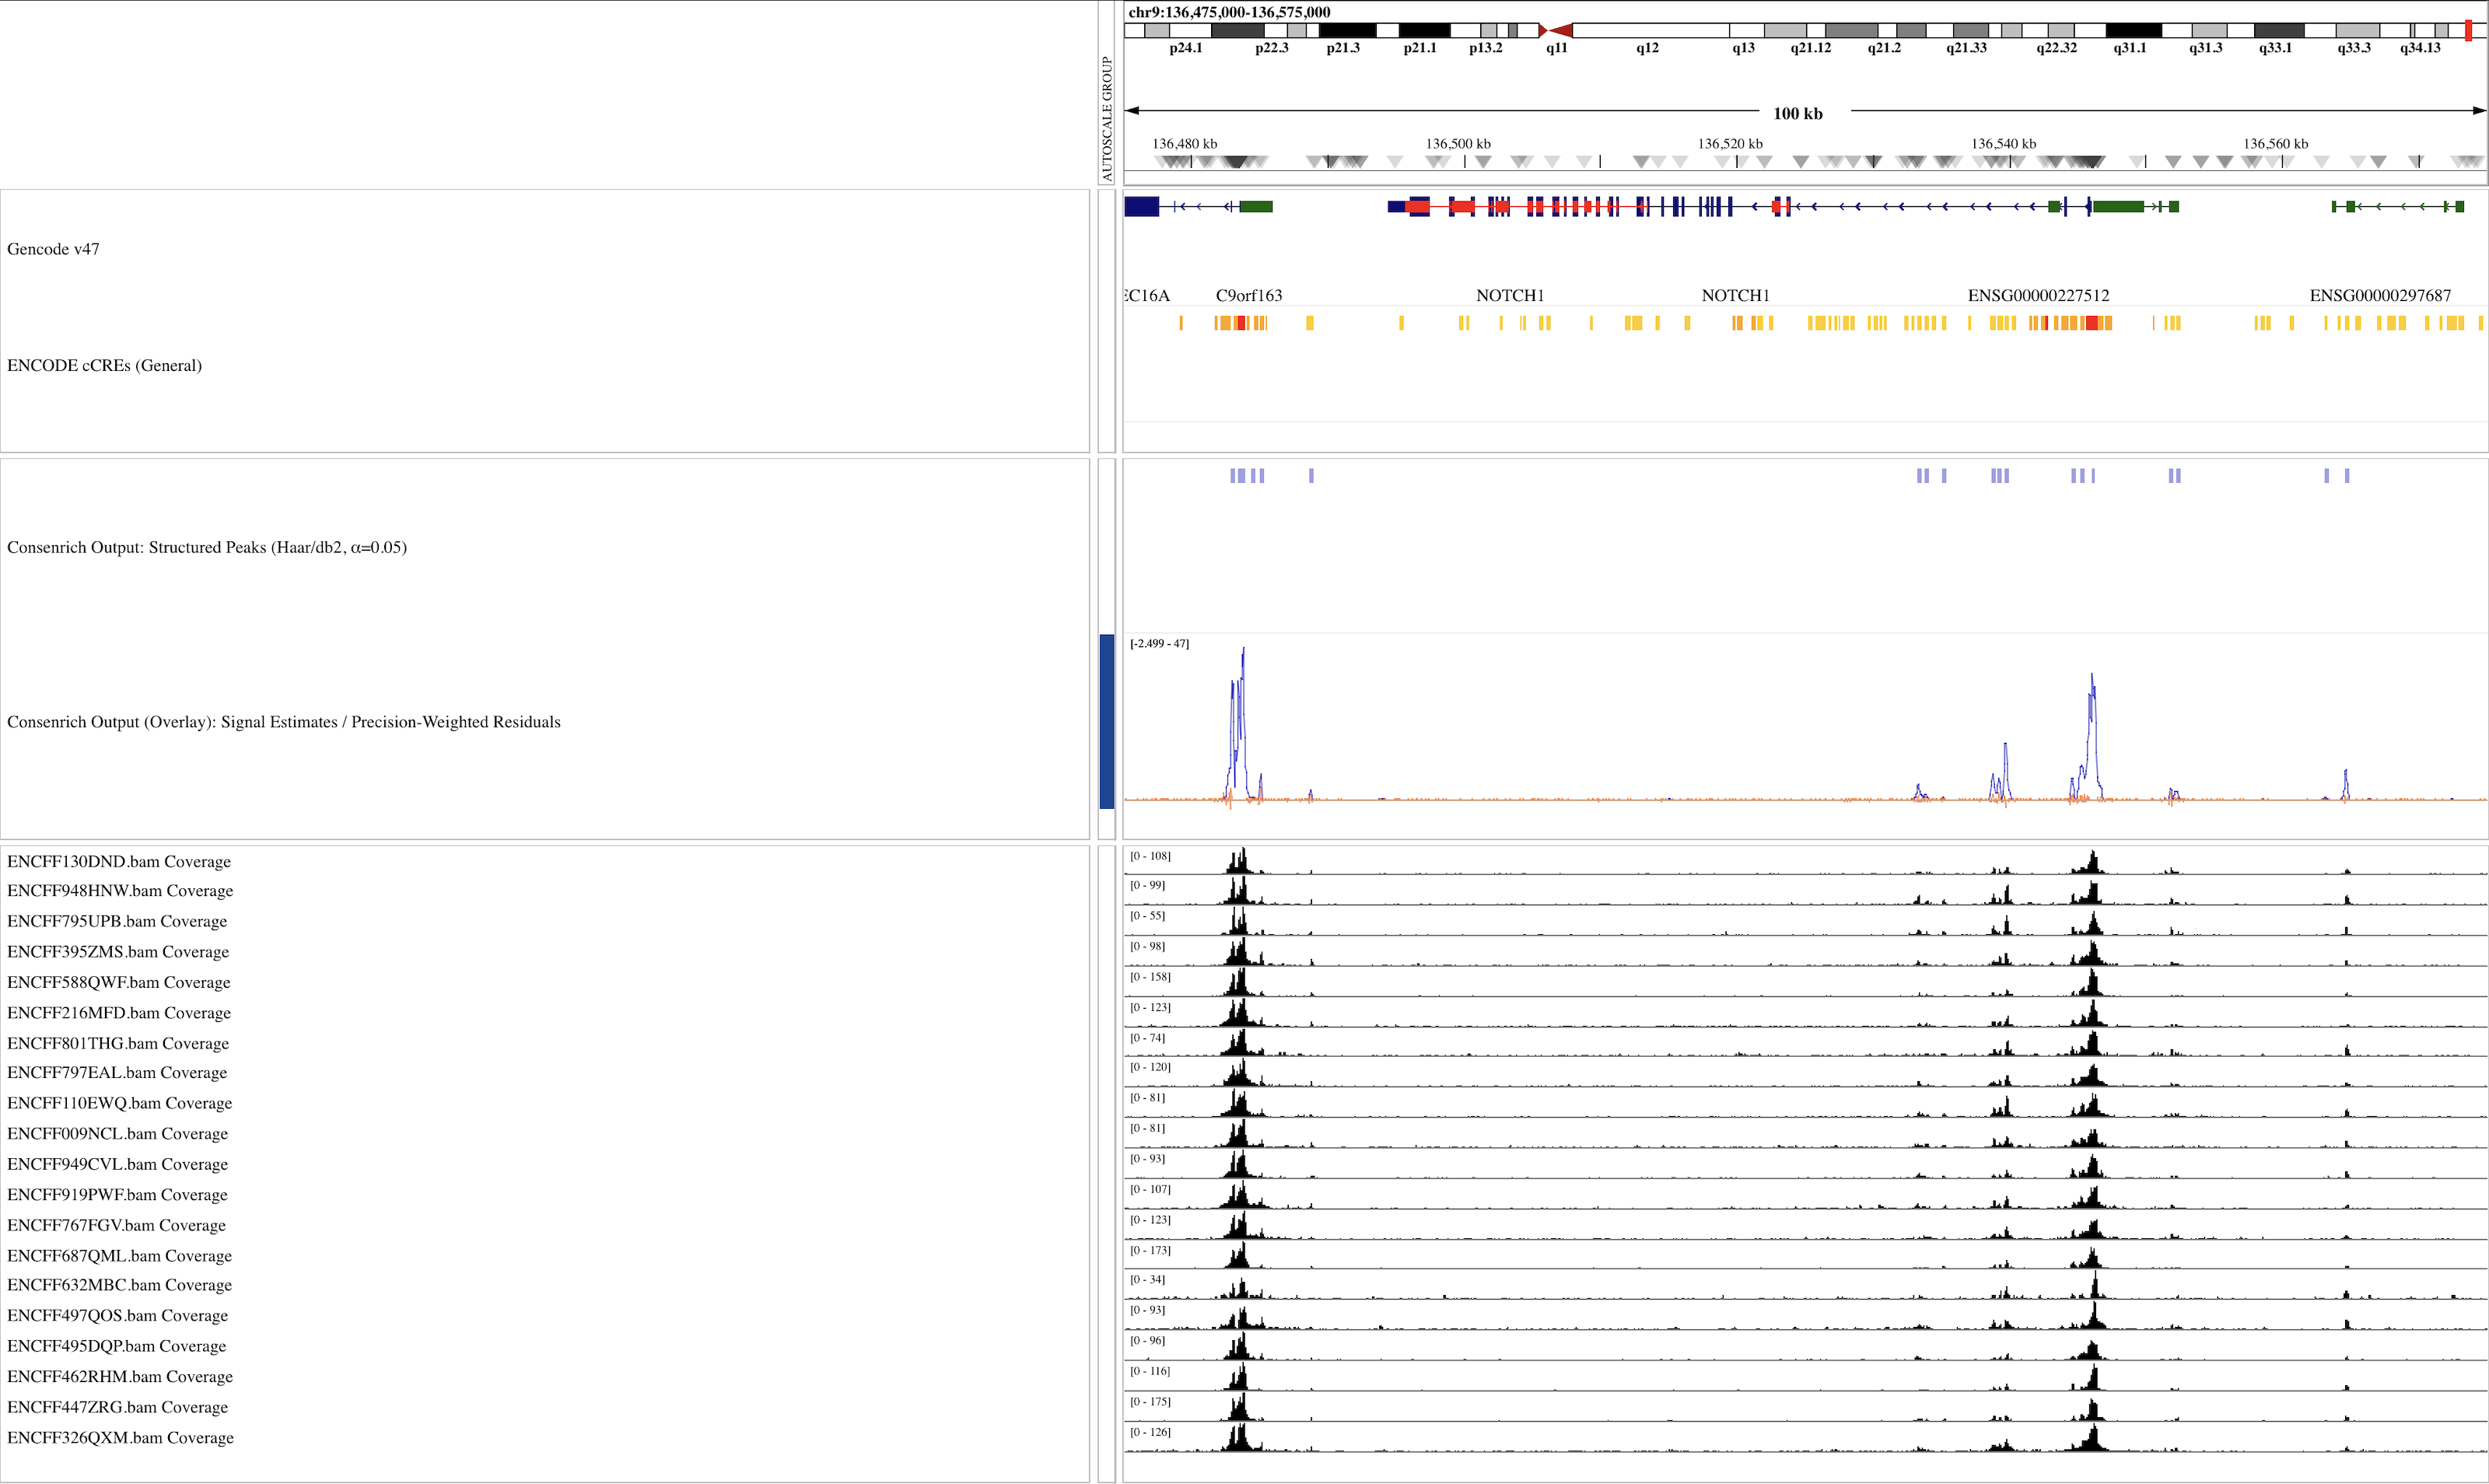 chr9:136,475,000-136,575,000
p24.1 p22.3 p21.3 p21.1 p13.2 q11 q12 q13 q21.12 q21.2 q21.33 q22.32 q31.1 q31.3 q33.1 q33.3 q34.13
AUTOSCALE GROUP
100 kb
136,480 kb 136,500 kb 136,520 kb 136,540 kb 136,560 kb
Gencode v47
EC16A C9orf163 NOTCH1 NOTCH1 ENSG00000227512 ENSG00000297687
ENCODE cCREs (General)
Consenrich Output: Structured Peaks (Haar/db2, α=0.05)
[-2.499 - 47]
Consenrich Output (Overlay): Signal Estimates / Precision-Weighted Residuals
ENCFF130DND.bam Coverage [0 - 108]
ENCFF948HNW.bam Coverage [0 - 99]
ENCFF795UPB.bam Coverage [0 - 55]
ENCFF395ZMS.bam Coverage [0 - 98]
ENCFF588QWF.bam Coverage [0 - 158]
ENCFF216MFD.bam Coverage [0 - 123]
ENCFF801THG.bam Coverage [0 - 74]
ENCFF797EAL.bam Coverage [0 - 120]
ENCFF110EWQ.bam Coverage [0 - 81]
ENCFF009NCL.bam Coverage [0 - 81]
ENCFF949CVL.bam Coverage [0 - 93]
ENCFF919PWF.bam Coverage [0 - 107]
ENCFF767FGV.bam Coverage [0 - 123]
ENCFF687QML.bam Coverage [0 - 173]
ENCFF632MBC.bam Coverage [0 - 34]
ENCFF497QOS.bam Coverage [0 - 93]
ENCFF495DQP.bam Coverage [0 - 96]
ENCFF462RHM.bam Coverage [0 - 116]
ENCFF447ZRG.bam Coverage [0 - 175]
ENCFF326QXM.bam Coverage [0 - 126]